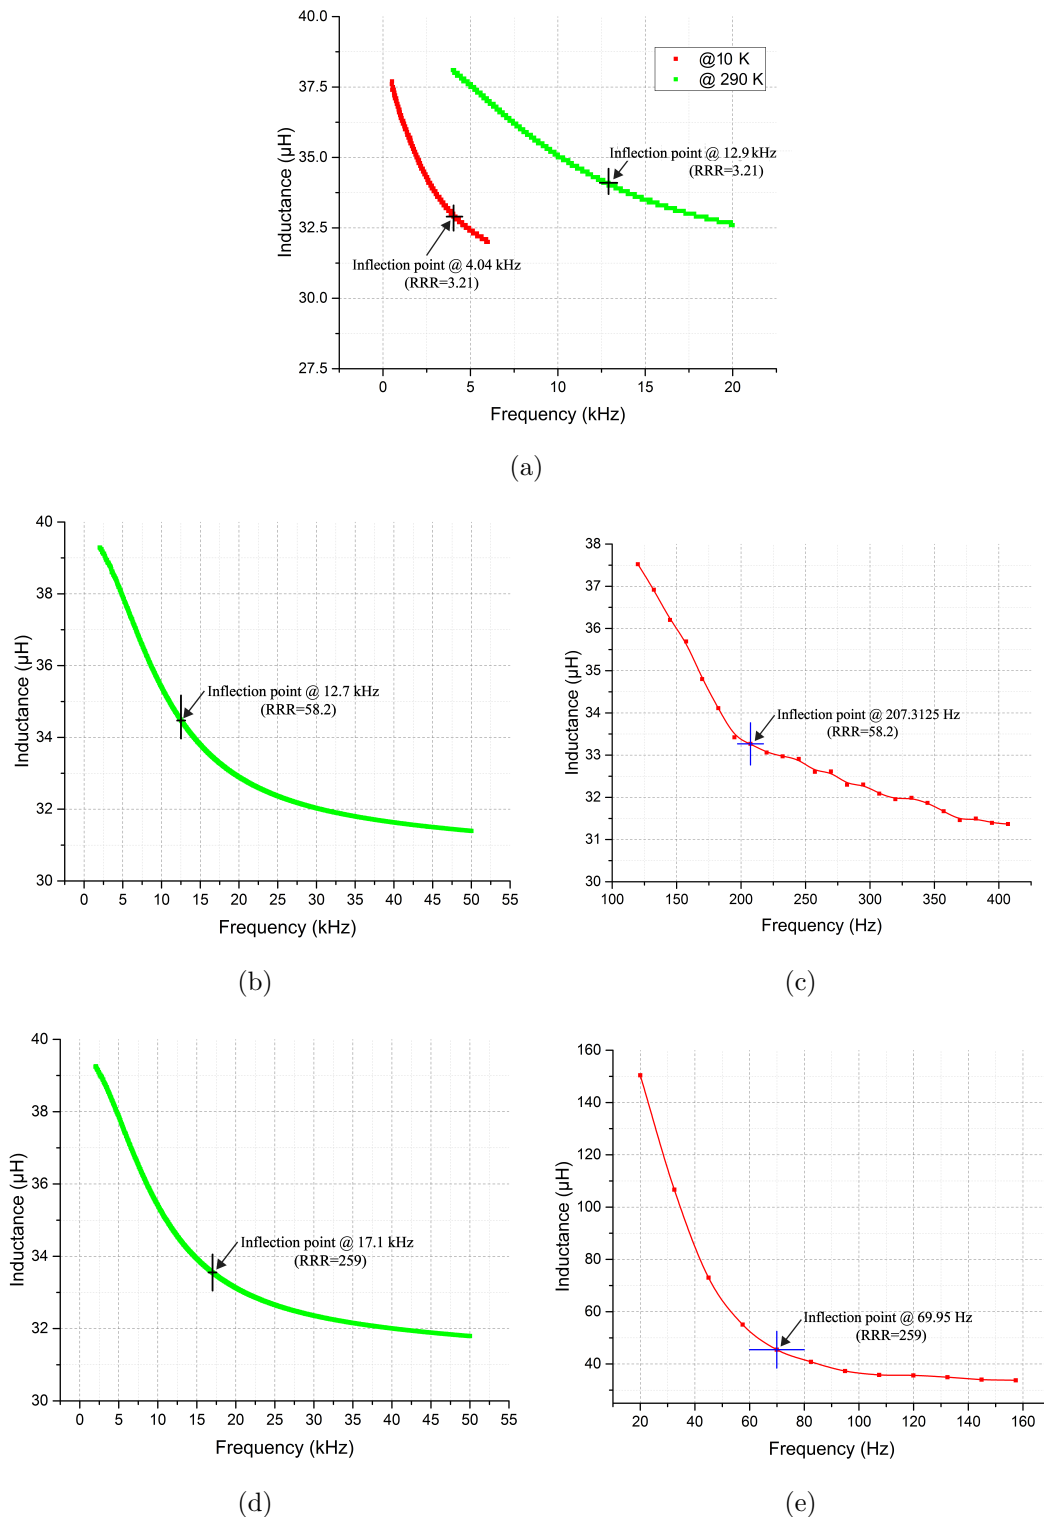 40.0
37.5
35.0
32.5
30.0
27.5
Inductance (µH)
@10 K
@ 290 K
Inflection point @ 12.9 kHz
(RRR=3.21)
Inflection point @ 4.04 kHz
(RRR=3.21)
0 5 10 15 20
Frequency (kHz)
(a)
40
38
36
34
32
30
Inductance (µH)
Inflection point @ 12.7 kHz
(RRR=58.2)
0 5 10 15 20 25 30 35 40 45 50 55
Frequency (kHz)
(b)
38
37
36
35
34
33
32
31
30
Inductance (µH)
Inflection point @ 207.3125 Hz
(RRR=58.2)
100 150 200 250 300 350 400
Frequency (Hz)
(c)
40
38
36
34
32
30
Inductance (µH)
Inflection point @ 17.1 kHz
(RRR=259)
0 5 10 15 20 25 30 35 40 45 50 55
Frequency (kHz)
(d)
160
140
120
100
80
60
40
Inductance (µH)
Inflection point @ 69.95 Hz
(RRR=259)
20 40 60 80 100 120 140 160
Frequency (Hz)
(e)